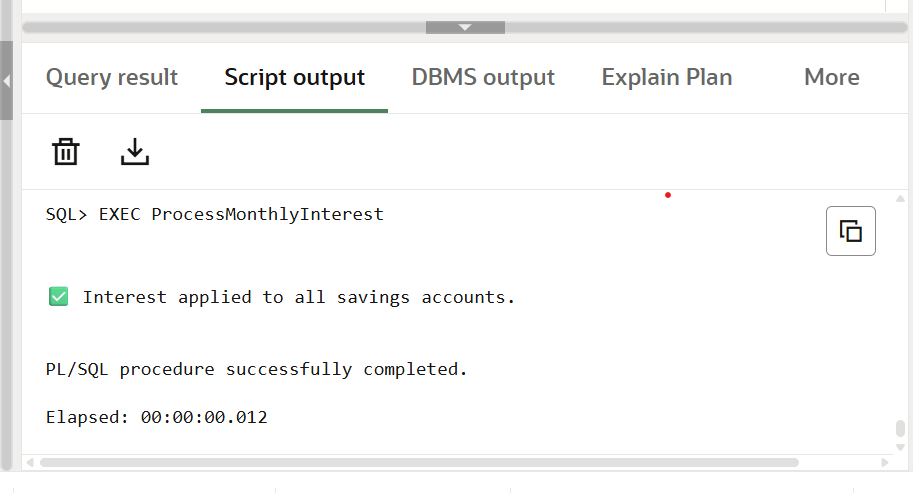 Query result Script output DBMS output Explain Plan More
SQL> EXEC ProcessMonthlyInterest
✅ Interest applied to all savings accounts.
PL/SQL procedure successfully completed.
Elapsed: 00:00:00.012